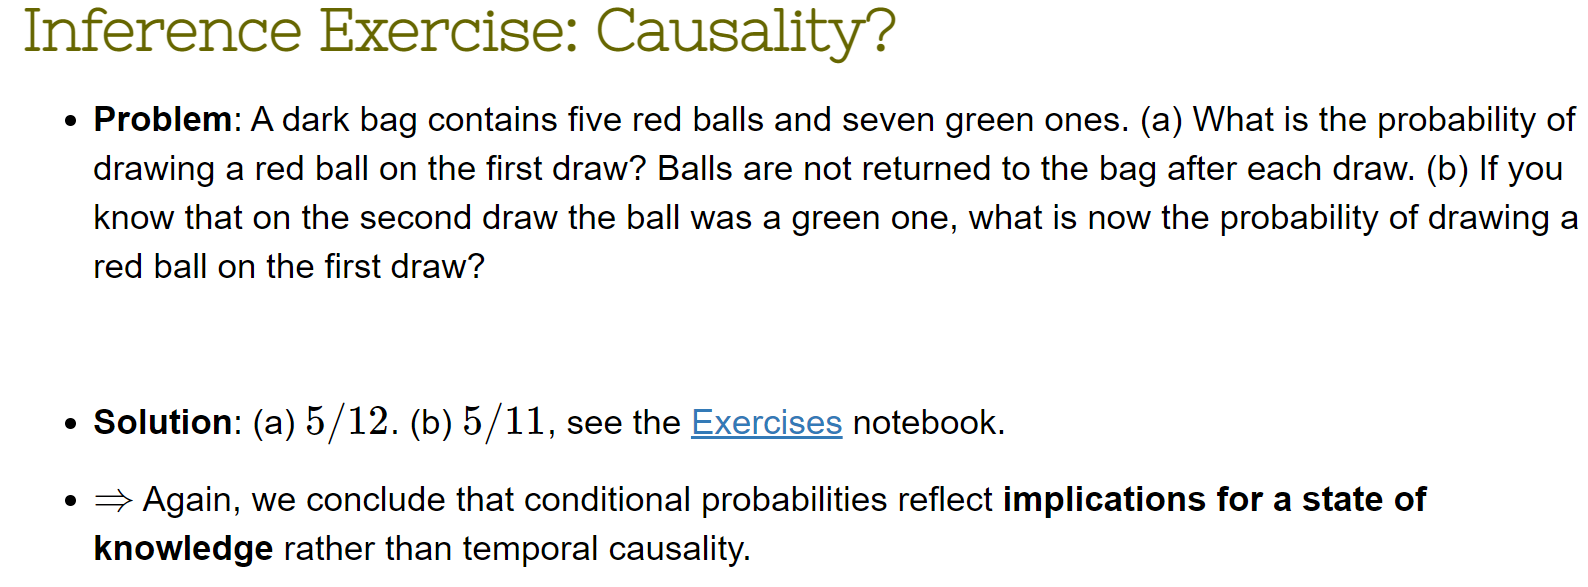 Inference Exercise: Causality?
• Problem: A dark bag contains five red balls and seven green ones. (a) What is the probability of
drawing a red ball on the first draw? Balls are not returned to the bag after each draw. (b) If you
know that on the second draw the ball was a green one, what is now the probability of drawing a
red ball on the first draw?
• Solution: (a) 5/12. (b) 5/11, see the Exercises notebook.
• ⇒ Again, we conclude that conditional probabilities reflect implications for a state of
knowledge rather than temporal causality.